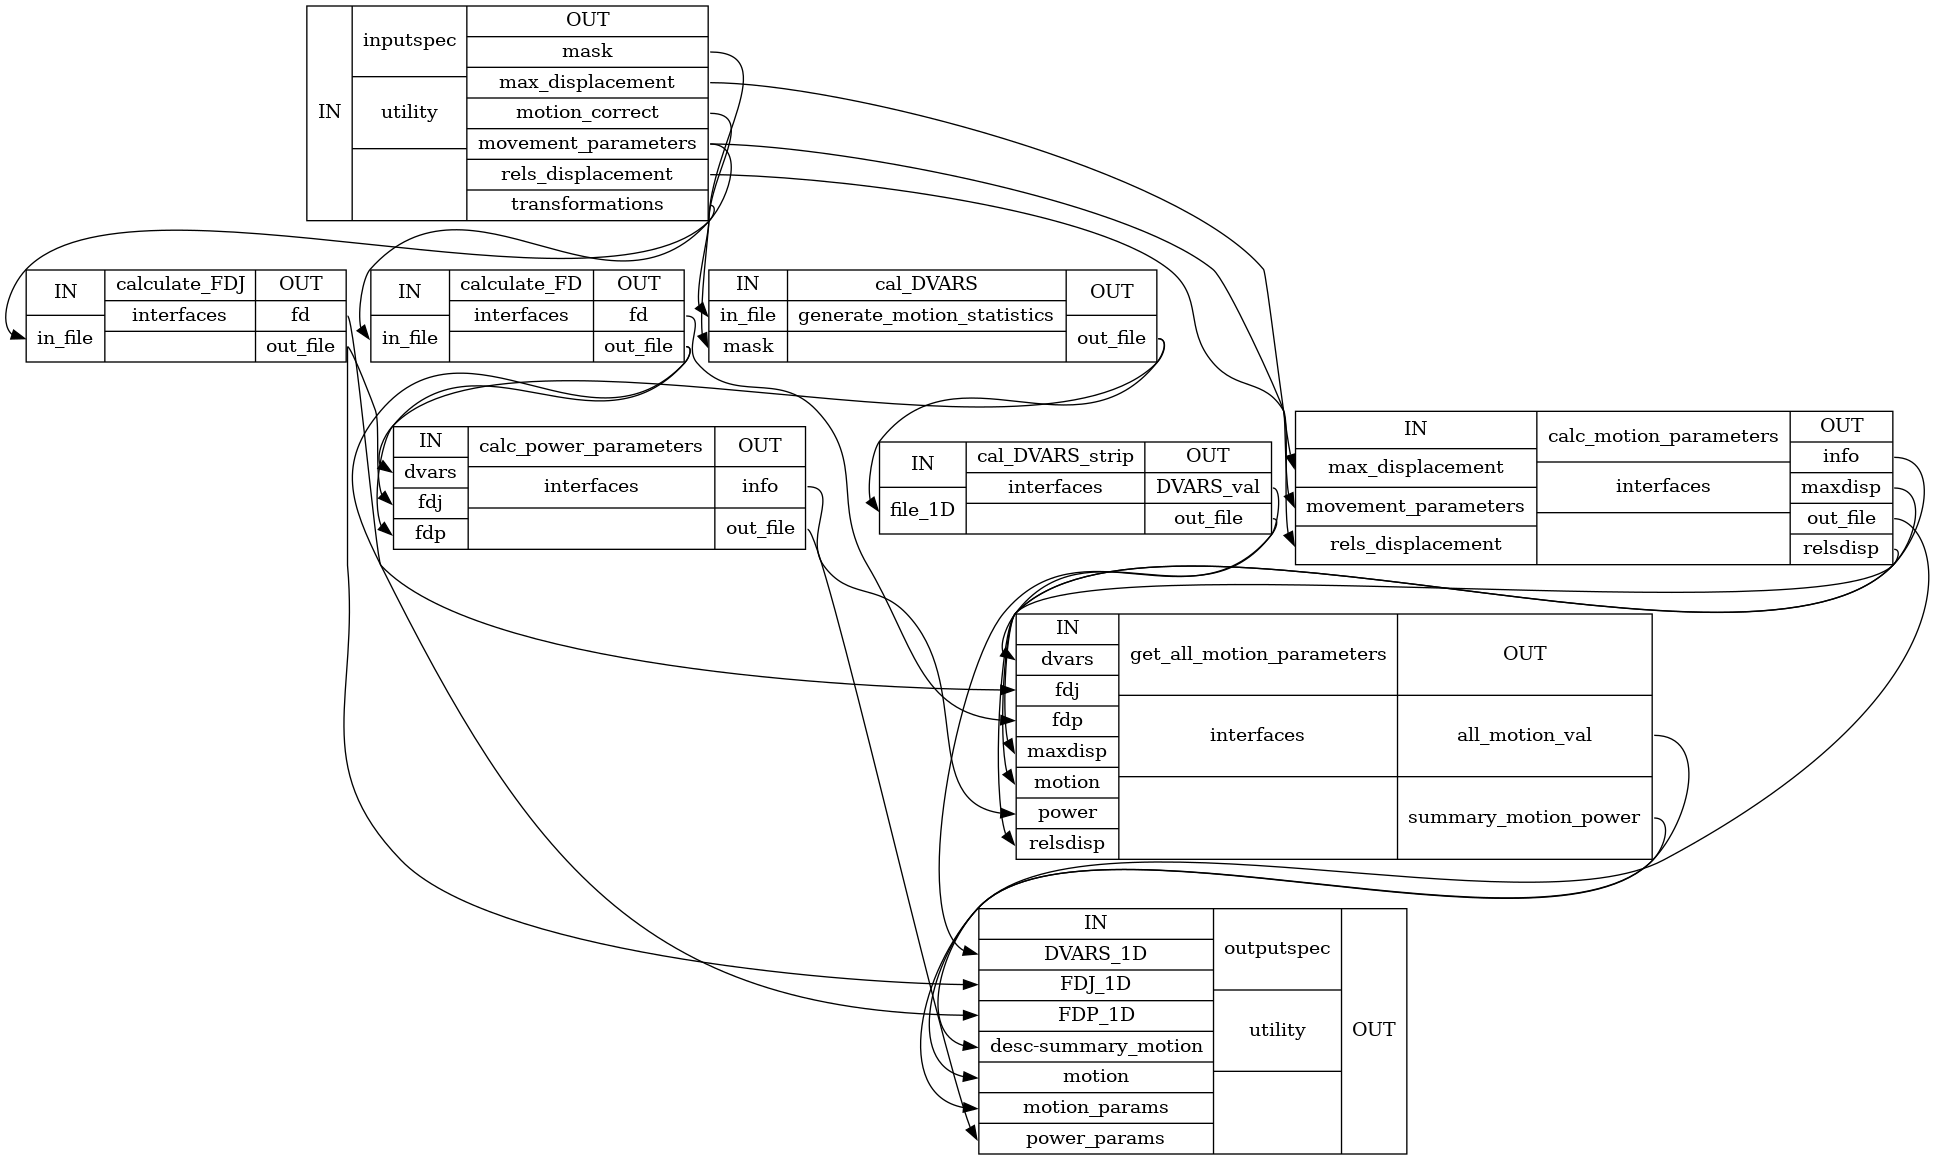 IN
inputspec
utility
OUT
mask
max_displacement
motion_correct
movement_parameters
rels_displacement
transformations
IN
in_file
calculate_FDJ
interfaces
OUT
fd
out_file
IN
in_file
calculate_FD
interfaces
OUT
fd
out_file
IN
in_file
mask
cal_DVARS
generate_motion_statistics
OUT
out_file
IN
dvars
fdj
fdp
calc_power_parameters
interfaces
OUT
info
out_file
IN
file_1D
cal_DVARS_strip
interfaces
OUT
DVARS_val
out_file
IN
max_displacement
movement_parameters
rels_displacement
calc_motion_parameters
interfaces
OUT
info
maxdisp
out_file
relsdisp
IN
dvars
fdj
fdp
maxdisp
motion
power
relsdisp
get_all_motion_parameters
interfaces
OUT
all_motion_val
summary_motion_power
IN
DVARS_1D
FDJ_1D
FDP_1D
desc-summary_motion
motion
motion_params
power_params
outputspec
utility
OUT